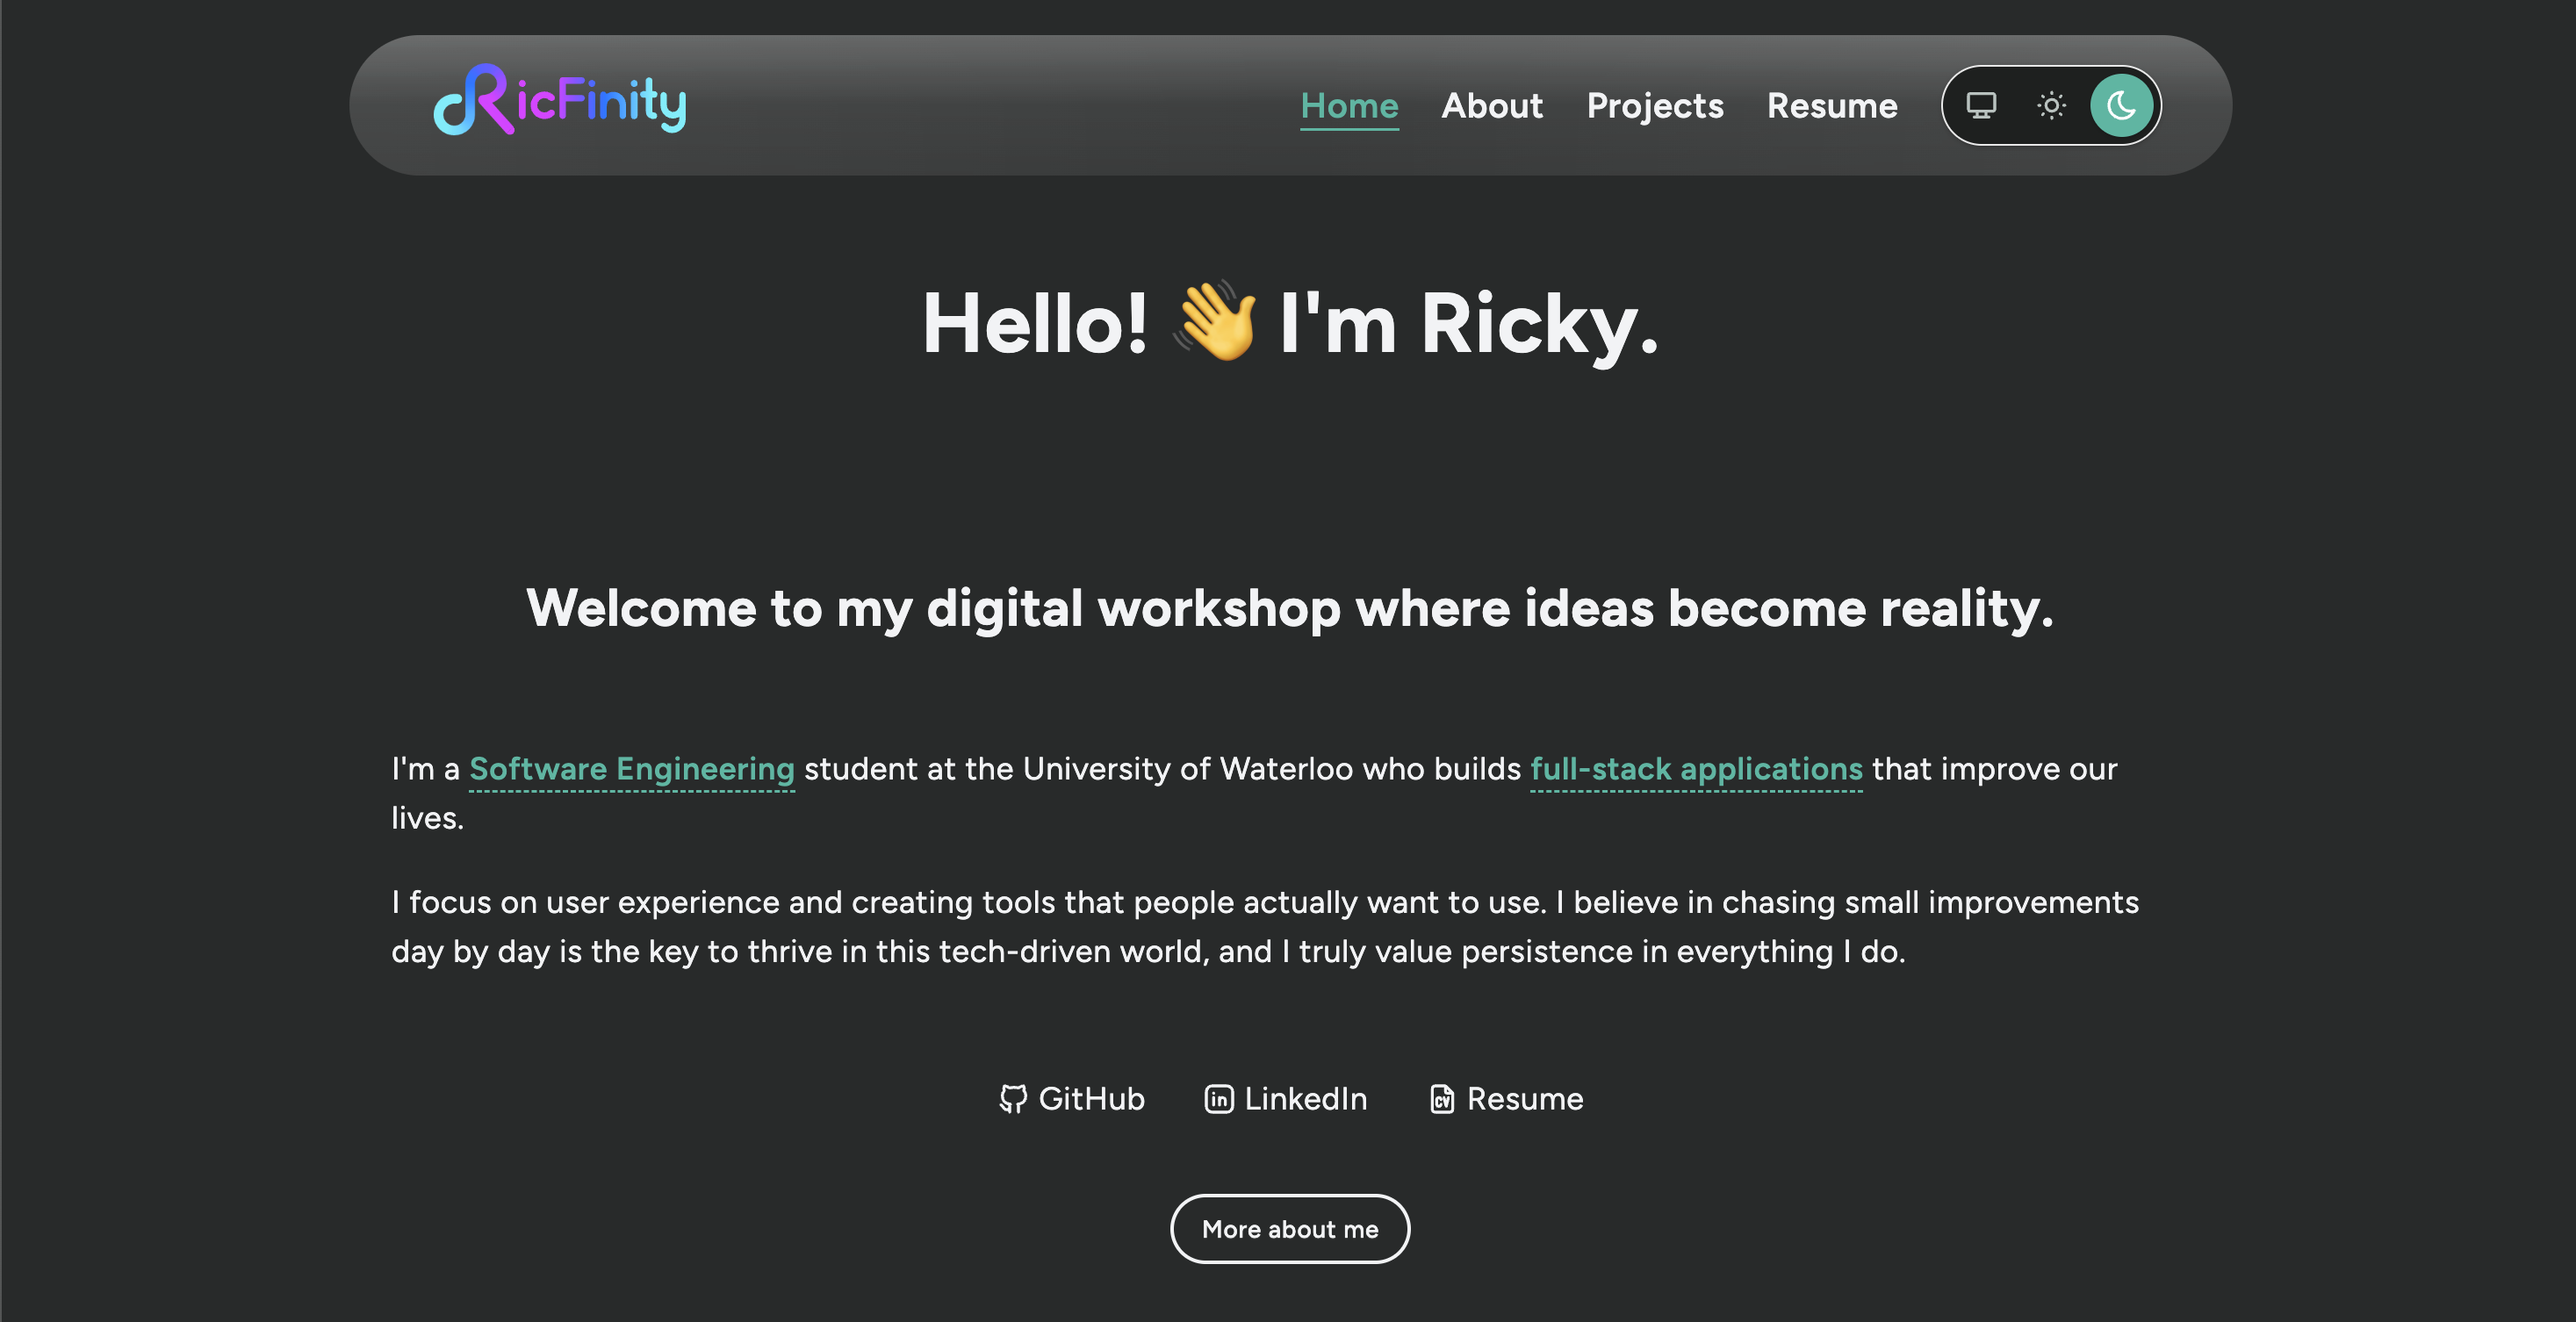 RicFinity
Home About Projects Resume
Hello! 👋 I'm Ricky.
Welcome to my digital workshop where ideas become reality.
I'm a Software Engineering student at the University of Waterloo who builds full-stack applications that improve our
lives.
I focus on user experience and creating tools that people actually want to use. I believe in chasing small improvements
day by day is the key to thrive in this tech-driven world, and I truly value persistence in everything I do.
GitHub in LinkedIn CV Resume
More about me